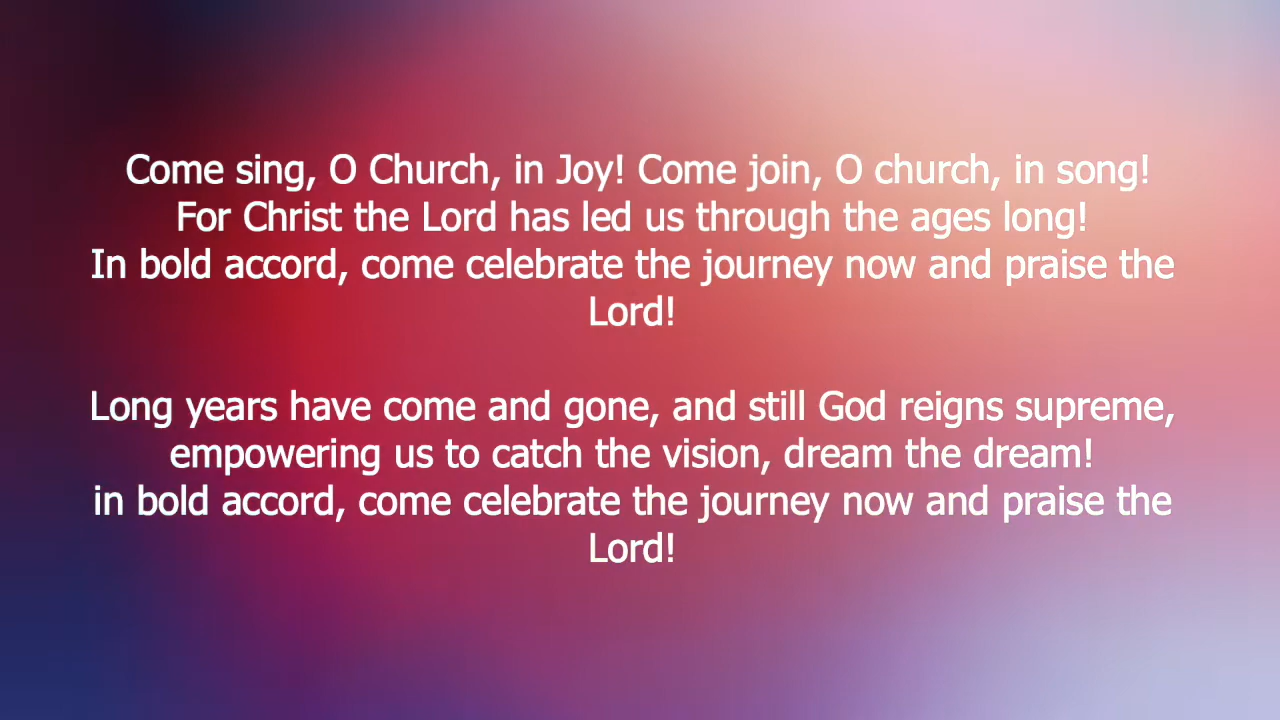 Come sing, O Church, in Joy! Come join, O church, in song!
For Christ the Lord has led us through the ages long!
In bold accord, come celebrate the journey now and praise the
Lord!
Long years have come and gone, and still God reigns supreme,
empowering us to catch the vision, dream the dream!
in bold accord, come celebrate the journey now and praise the
Lord!